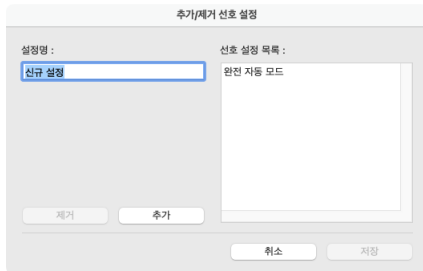 추가/제거 선호 설정
설정명 :
신규 설정
선호 설정 목록 :
완전 자동 모드
제거
추가
취소
저장